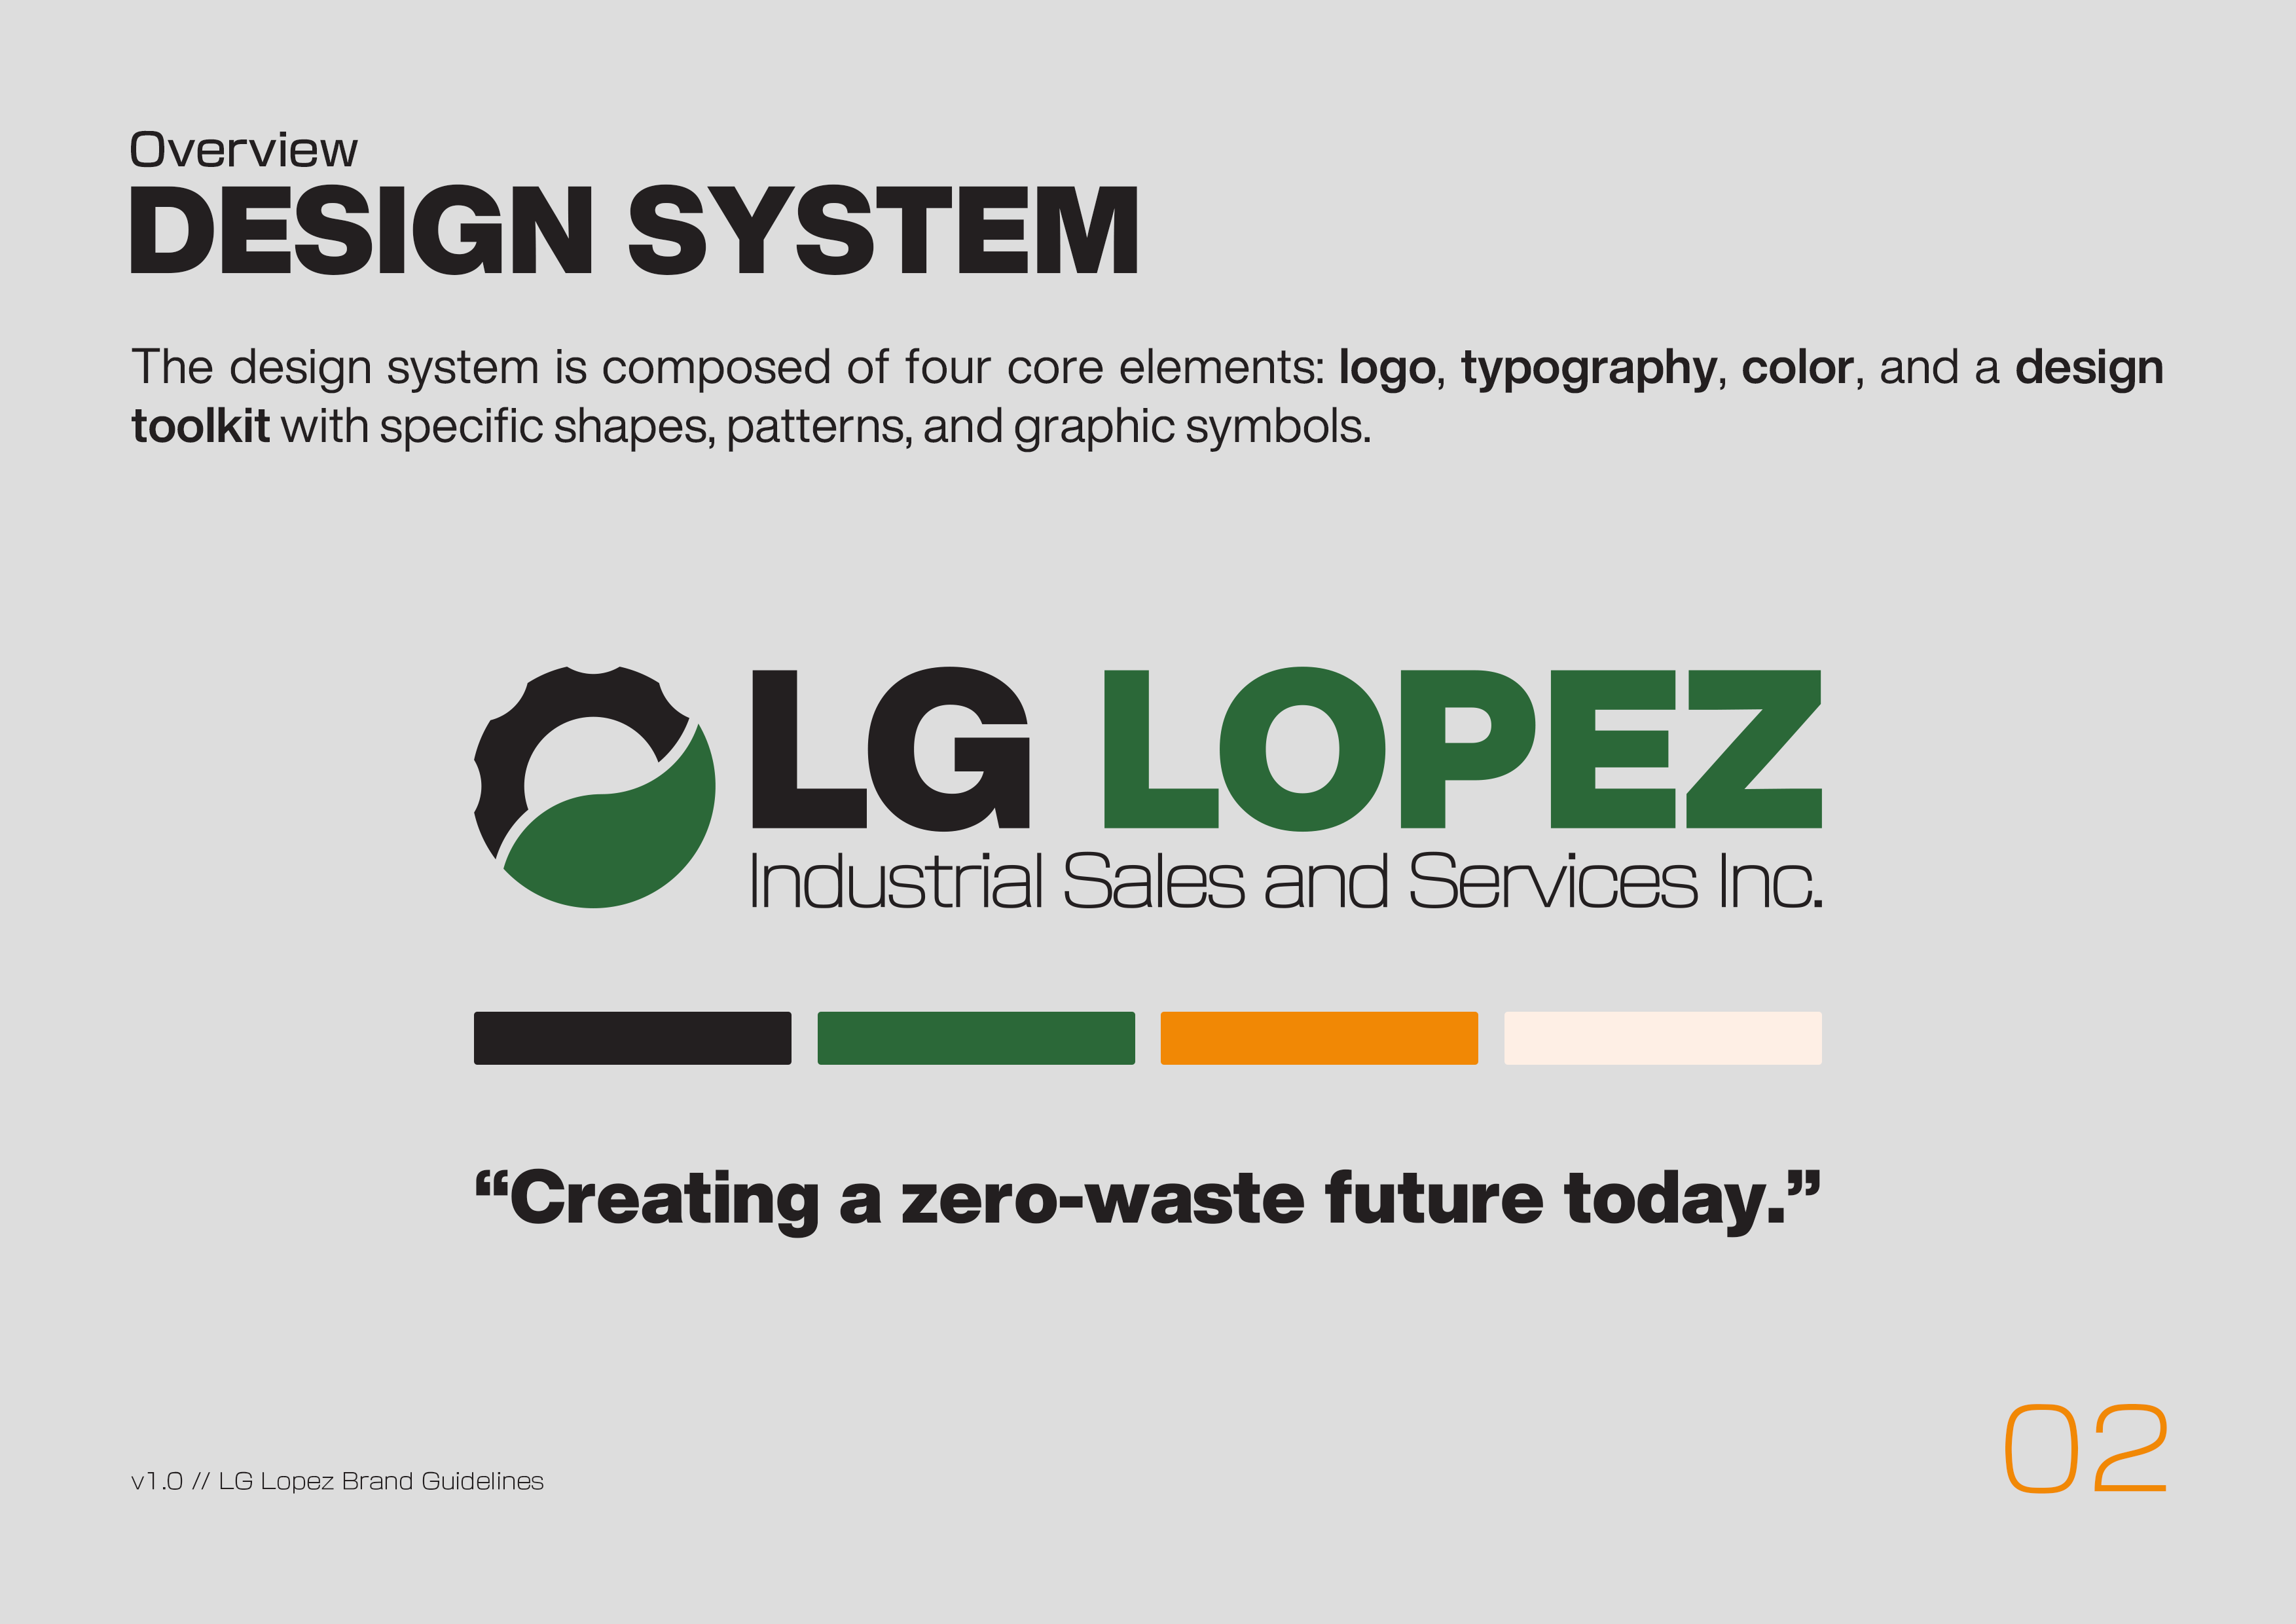 Overview
DESIGN SYSTEM
The design system is composed of four core elements: logo, typography, color, and a design
toolkit with specific shapes, patterns, and graphic symbols.
LG LOPEZ
Industrial Sales and Services Inc.
“Creating a zero-waste future today.”
v1.0 // LG Lopez Brand Guidelines
02